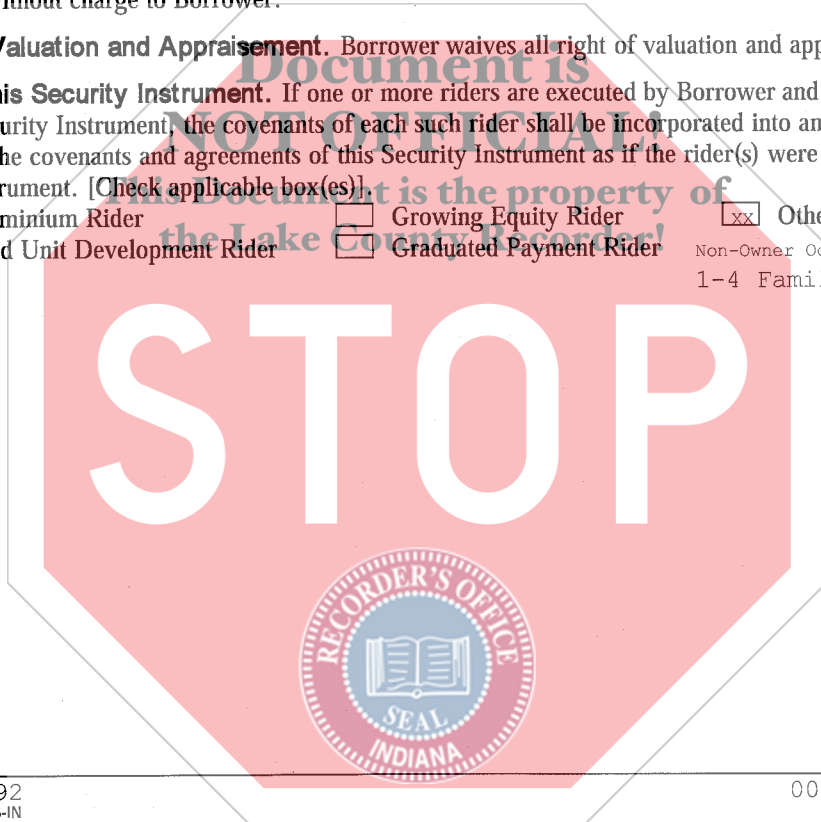 without charge to Borrower.
Valuation and Appraisement. Borrower waives all right of valuation and app
Document is
his Security Instrument. If one or more riders are executed by Borrower and
urity Instrument, the covenants of each such rider shall be incorporated into an
NOT OFFICIAL!
he covenants and agreements of this Security Instrument as if the rider(s) were
rument. [Check applicable box(es)].
This Document is the property of
minium Rider Growing Equity Rider xx Othe
the Lake County Recorder!
d Unit Development Rider Graduated Payment Rider Non-Owner Oc
1-4 Famil
STOP
RECORDER'S OFFICE
SEAL
INDIANA
92 00
-IN